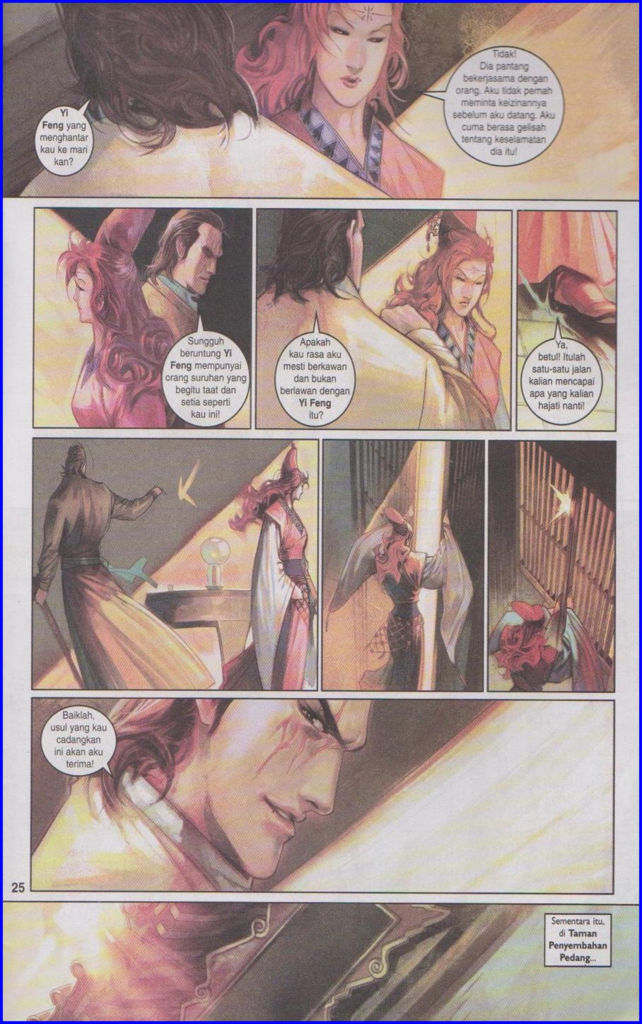 Yi
Feng yang
menghantar
kau ke mari
kan?
Tidak!
Dia pantang
bekerjasama dengan
orang. Aku tidak pernah
meminta keizinannya
sebelum aku datang. Aku
cuma berasa gelisah
tentang keselamatan
dia itu!
Sungguh
beruntung Yi
Feng mempunyai
orang suruhan yang
begitu taat dan
setia seperti
kau ini!
Apakah
kau rasa aku
mesti berkawan
dan bukan
berlawan dengan
Yi Feng
itu?
Ya,
betul! Itulah
satu-satu jalan
kalian mencapai
apa yang kalian
hajati nanti!
Baiklah,
usul yang kau
cadangkan
ini akan aku
terima!
25
Sementara itu,
di Taman
Penyembahan
Pedang...